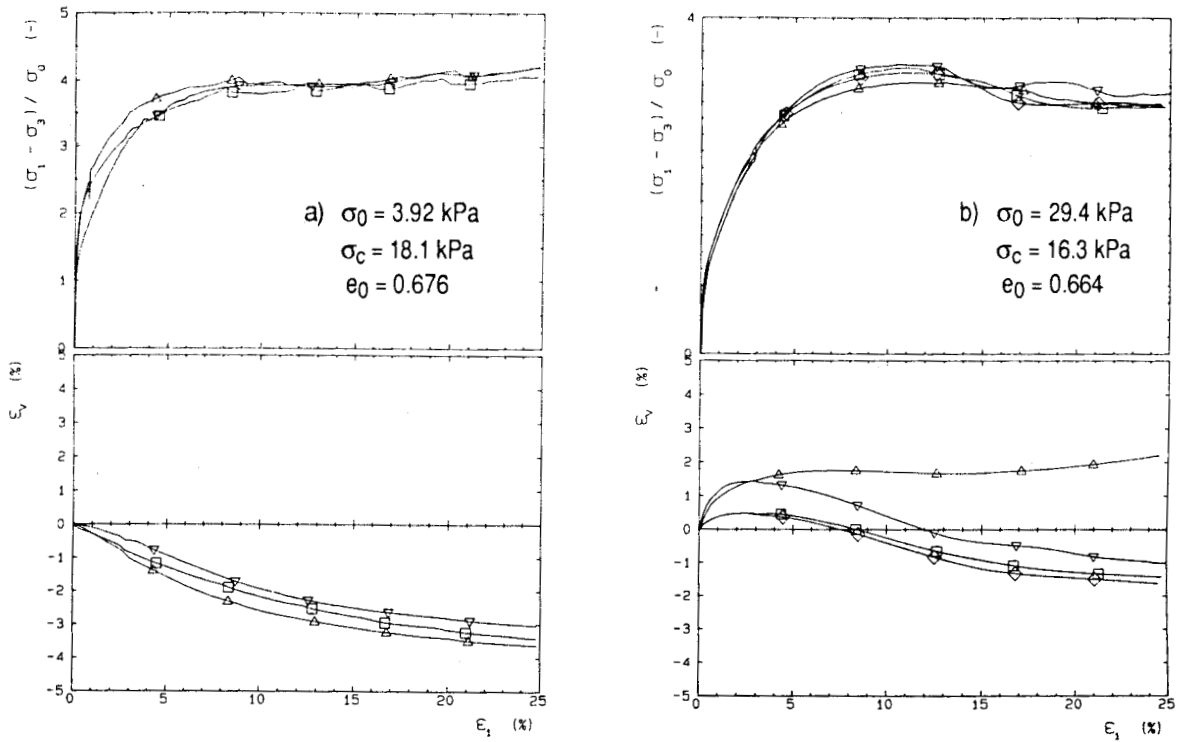 5
4
3
2
1
0
(σ₁ - σ₃) / σ₀ (-)
a) σ₀ = 3.92 kPa
σc = 18.1 kPa
e₀ = 0.676
5
4
3
2
1
0
-1
-2
-3
-4
-5
εᵥ (%)
0 5 10 15 20 25
ε₁ (%)
4
0
(σ₁ - σ₃) / σ₀ (-)
b) σ₀ = 29.4 kPa
σc = 16.3 kPa
e₀ = 0.664
5
4
3
2
1
0
-1
-2
-3
-4
-5
εᵥ (%)
0 5 10 15 20 25
ε₁ (%)